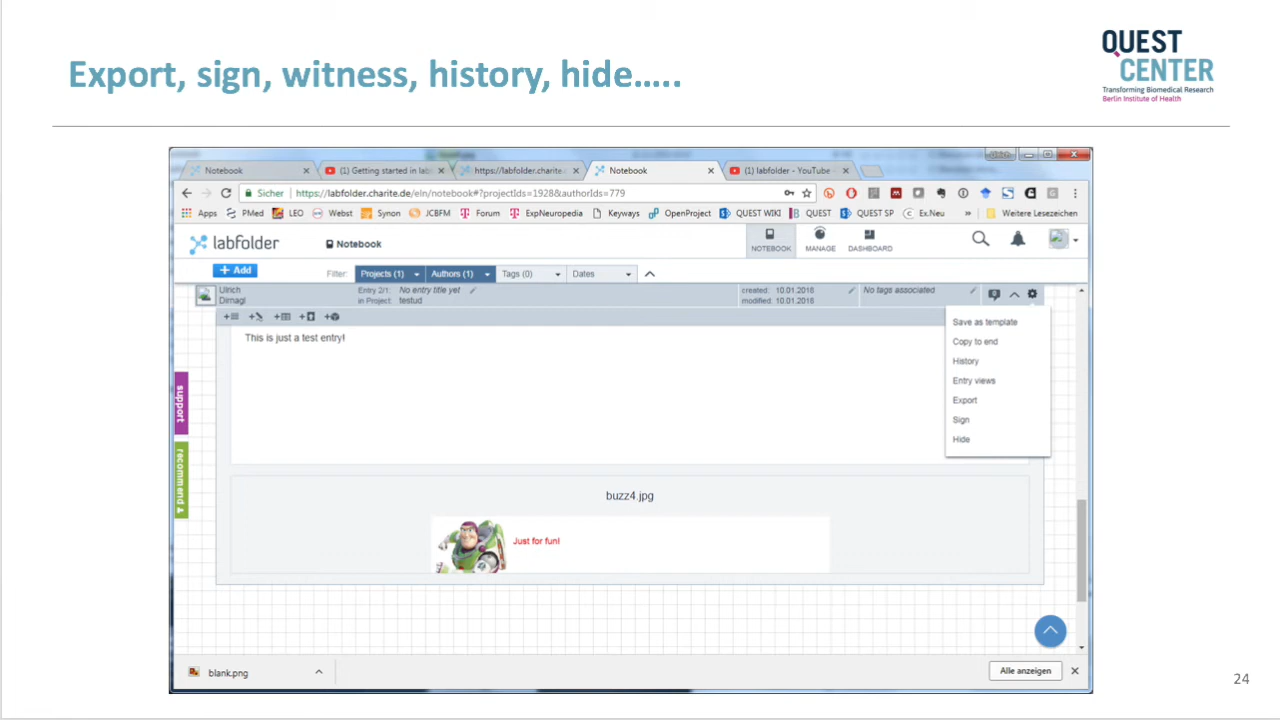 Export, sign, witness, history, hide.....
QUEST
CENTER
Transforming Biomedical Research
Berlin Institute of Health
Notebook
(1) Getting started in lab
https://labfolder.charite.
Notebook
(1) labfolder - YouTube
Ulrich
Sicher
https://labfolder.charite.de/eln/notebook#?projectIds=1928&authorIds=779
Apps PMed LEO Webst Synon JCBFM Forum ExpNeuropedia Keyways OpenProject QUEST WIKI QUEST QUEST SP Ex.Neu » Weitere Lesezeichen
labfolder
Notebook
NOTEBOOK MANAGE DASHBOARD
+ Add
Filter: Projects (1) Authors (1) Tags (0) Dates
Ulrich
Dirnagl
Entry 2/1: No entry title yet
in Project: testud
created: 10.01.2018
modified: 10.01.2018
No tags associated
This is just a test entry!
Save as template
Copy to end
History
Entry views
Export
Sign
Hide
support
recommend
buzz4.jpg
Just for fun!
blank.png
Alle anzeigen
24